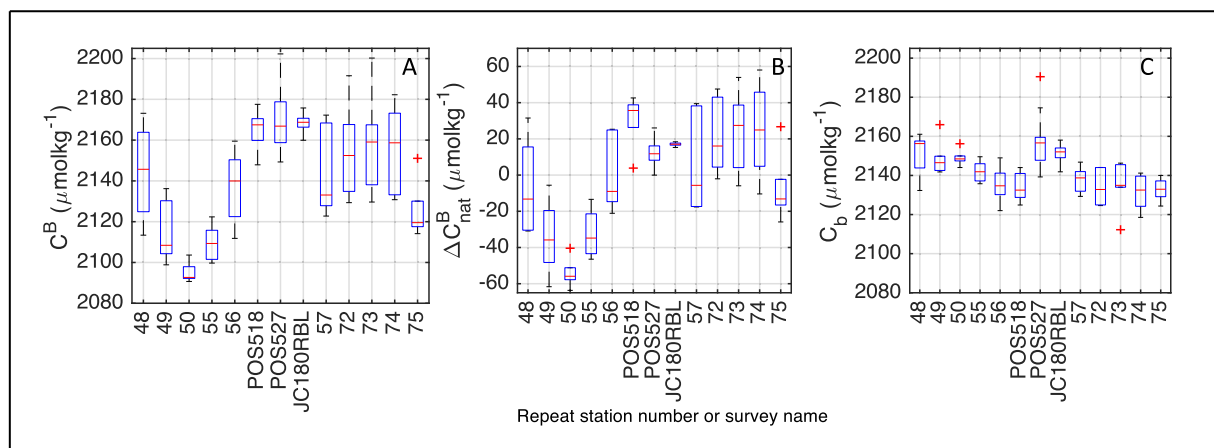 A
C^B (μmolkg⁻¹)
2200
2180
2160
2140
2120
2100
2080
48 49 50 55 56 POS518 POS527 JC180RBL 57 72 73 74 75
B
ΔC^B_nat (μmolkg⁻¹)
60
40
20
0
-20
-40
-60
48 49 50 55 56 POS518 POS527 JC180RBL 57 72 73 74 75
C
C_b (μmolkg⁻¹)
2200
2180
2160
2140
2120
2100
2080
48 49 50 55 56 POS518 POS527 JC180RBL 57 72 73 74 75
Repeat station number or survey name